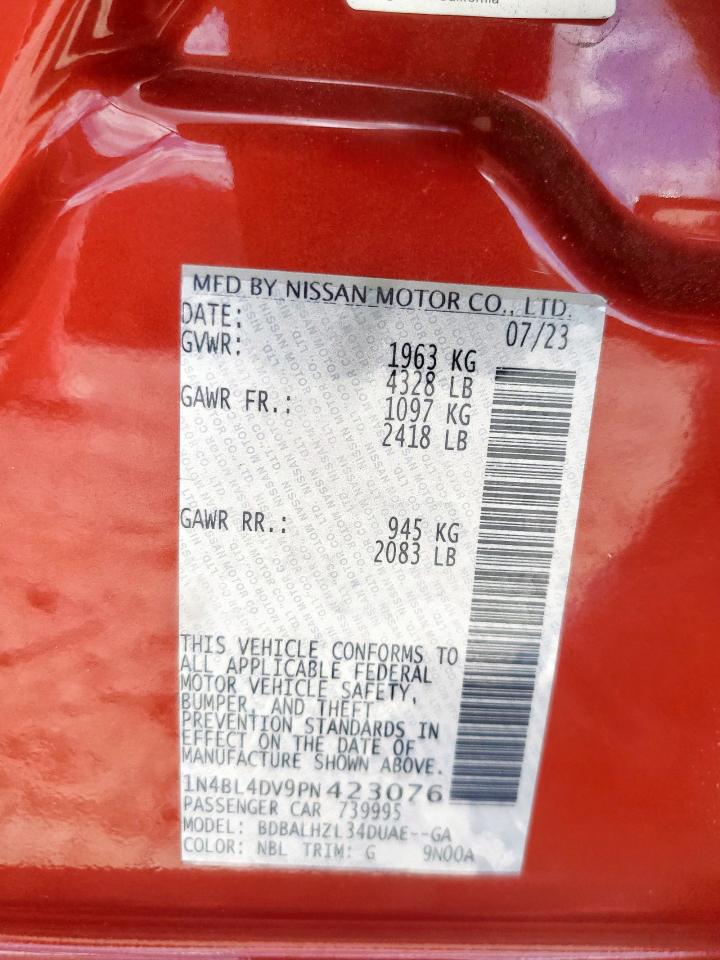 MFD BY NISSAN MOTOR CO., LTD.
DATE: 07/23
GVWR: 1963 KG
4328 LB
GAWR FR.: 1097 KG
2418 LB
GAWR RR.: 945 KG
2083 LB
THIS VEHICLE CONFORMS TO
ALL APPLICABLE FEDERAL
MOTOR VEHICLE SAFETY,
BUMPER, AND THEFT
PREVENTION STANDARDS IN
EFFECT ON THE DATE OF
MANUFACTURE SHOWN ABOVE.
1N4BL4DV9PN423076
PASSENGER CAR 739995
MODEL: BDBALHZL34DUAE--GA
COLOR: NBL TRIM: G 9N00A